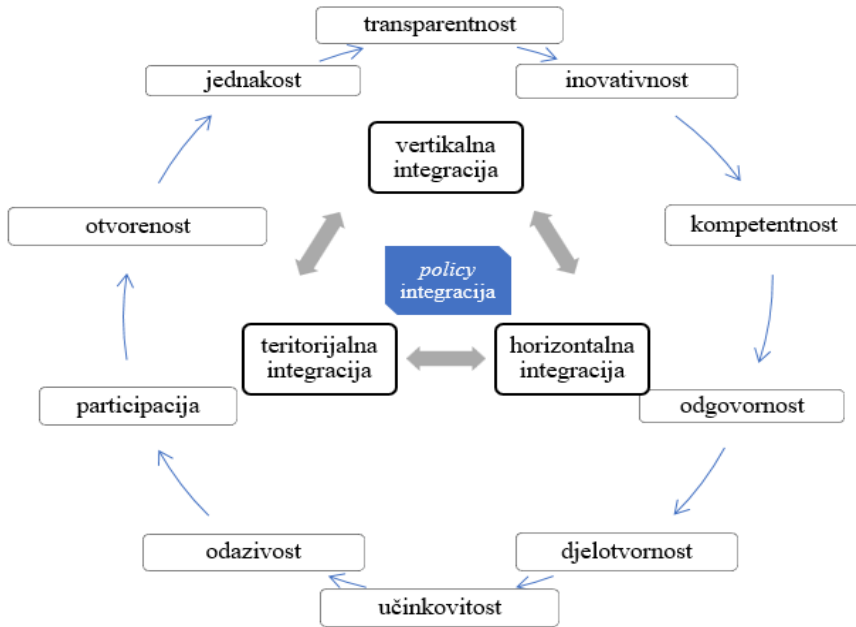 transparentnost
jednakost
inovativnost
vertikalna
integracija
otvorenost
kompetentnost
policy
integracija
teritorijalna
integracija
horizontalna
integracija
participacija
odgovornost
odazivost
djelotvornost
učinkovitost